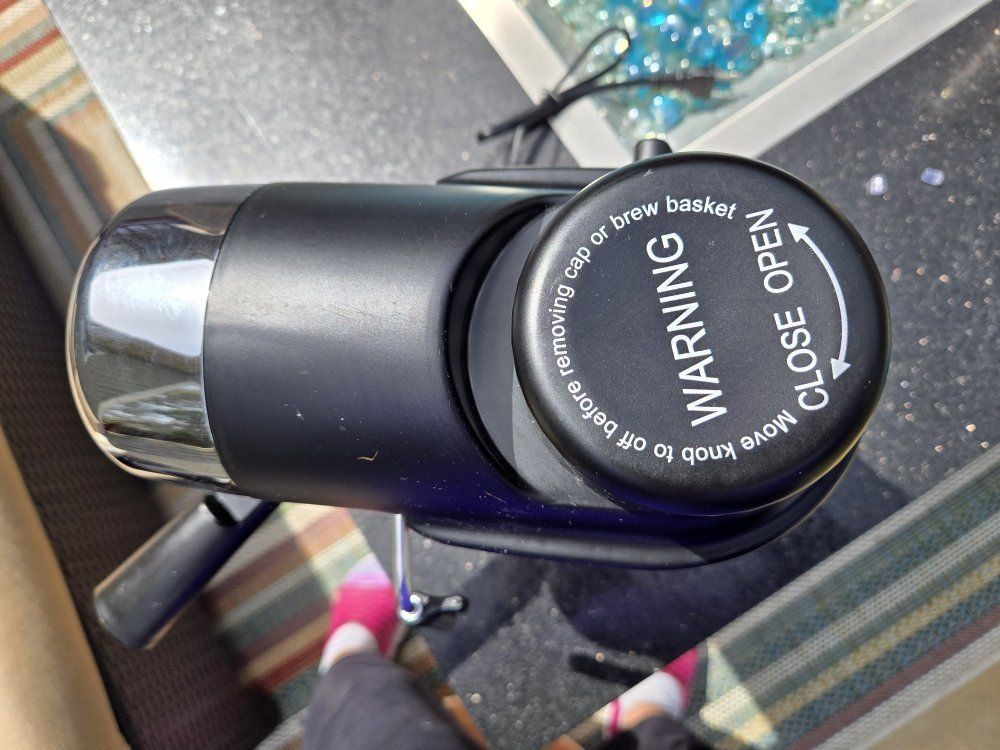 WARNING
Move knob to off before removing cap or brew basket
CLOSE OPEN